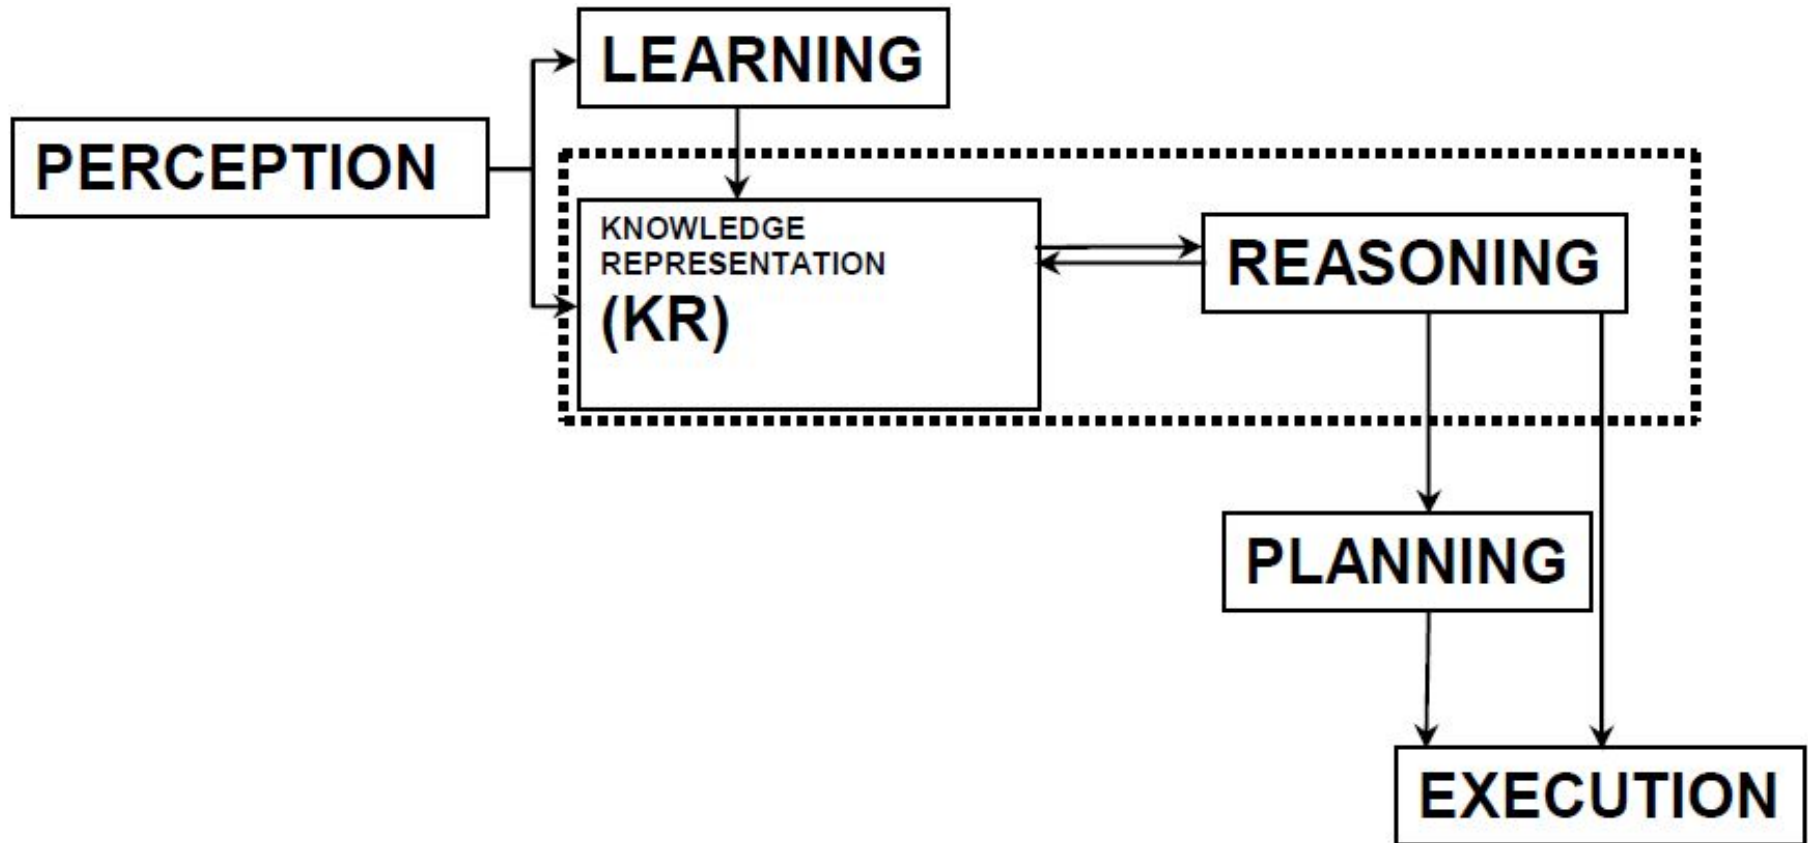 LEARNING
PERCEPTION
KNOWLEDGE
REPRESENTATION
(KR)
REASONING
PLANNING
EXECUTION